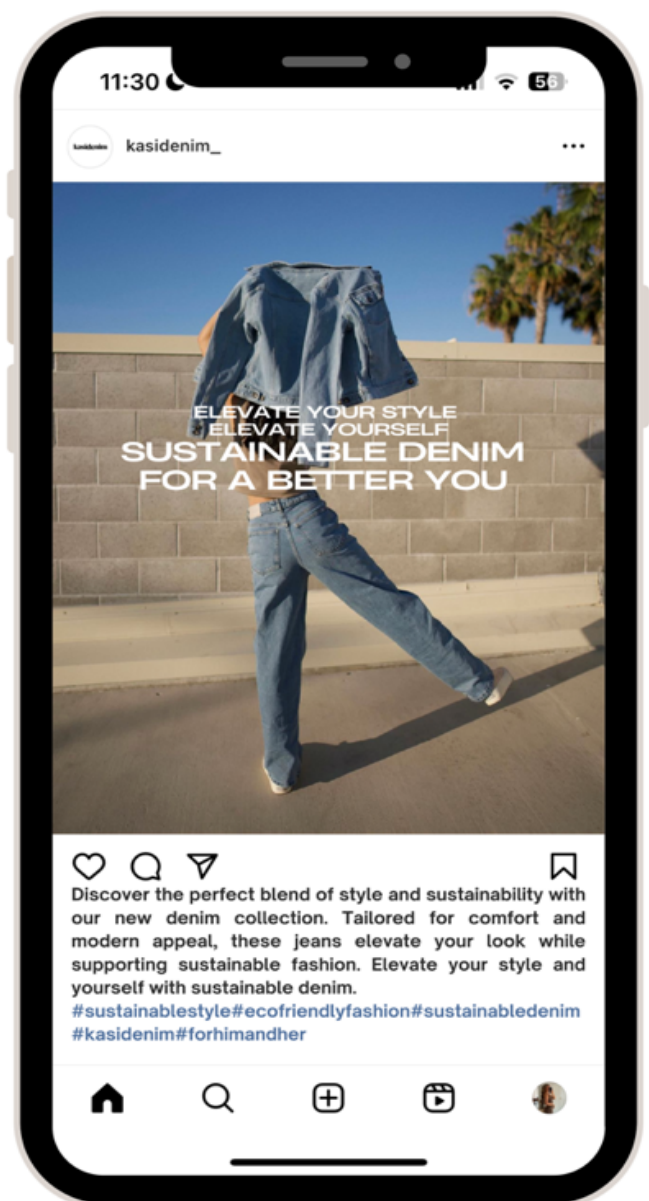 11:30
56
kasidenim_
ELEVATE YOUR STYLE
ELEVATE YOURSELF
SUSTAINABLE DENIM
FOR A BETTER YOU
Discover the perfect blend of style and sustainability with
our new denim collection. Tailored for comfort and
modern appeal, these jeans elevate your look while
supporting sustainable fashion. Elevate your style and
yourself with sustainable denim.
#sustainablestyle#ecofriendlyfashion#sustainabledenim
#kasidenim#forhimandher